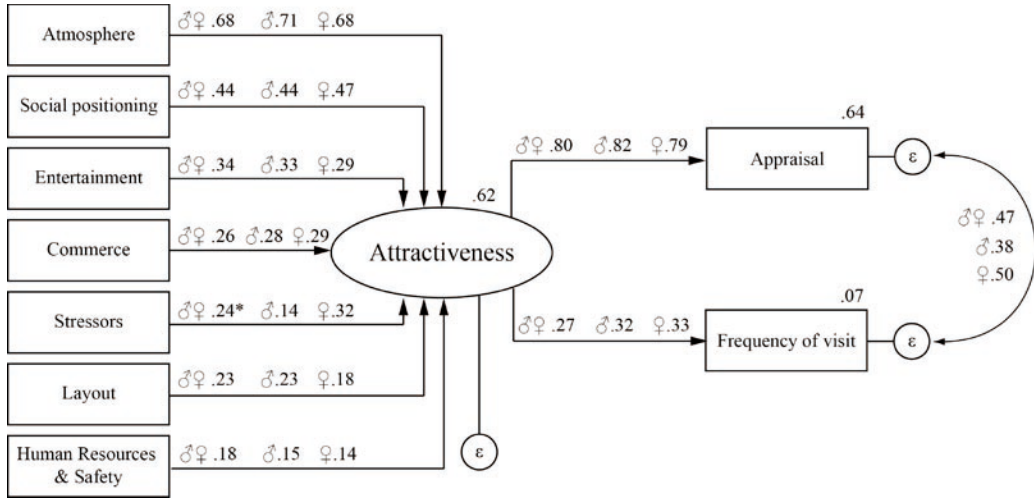 Atmosphere
♂♀ .68 ♂.71 ♀.68
Social positioning
♂♀ .44 ♂.44 ♀.47
Entertainment
♂♀ .34 ♂.33 ♀.29
Commerce
♂♀ .26 ♂.28 ♀.29
Stressors
♂♀ .24* ♂.14 ♀.32
Layout
♂♀ .23 ♂.23 ♀.18
Human Resources
& Safety
♂♀ .18 ♂.15 ♀.14
.62
Attractiveness
ε
♂♀ .80 ♂.82 ♀.79
.64
Appraisal
ε
♂♀ .27 ♂.32 ♀.33
.07
Frequency of visit
ε
♂♀ .47
♂.38
♀.50